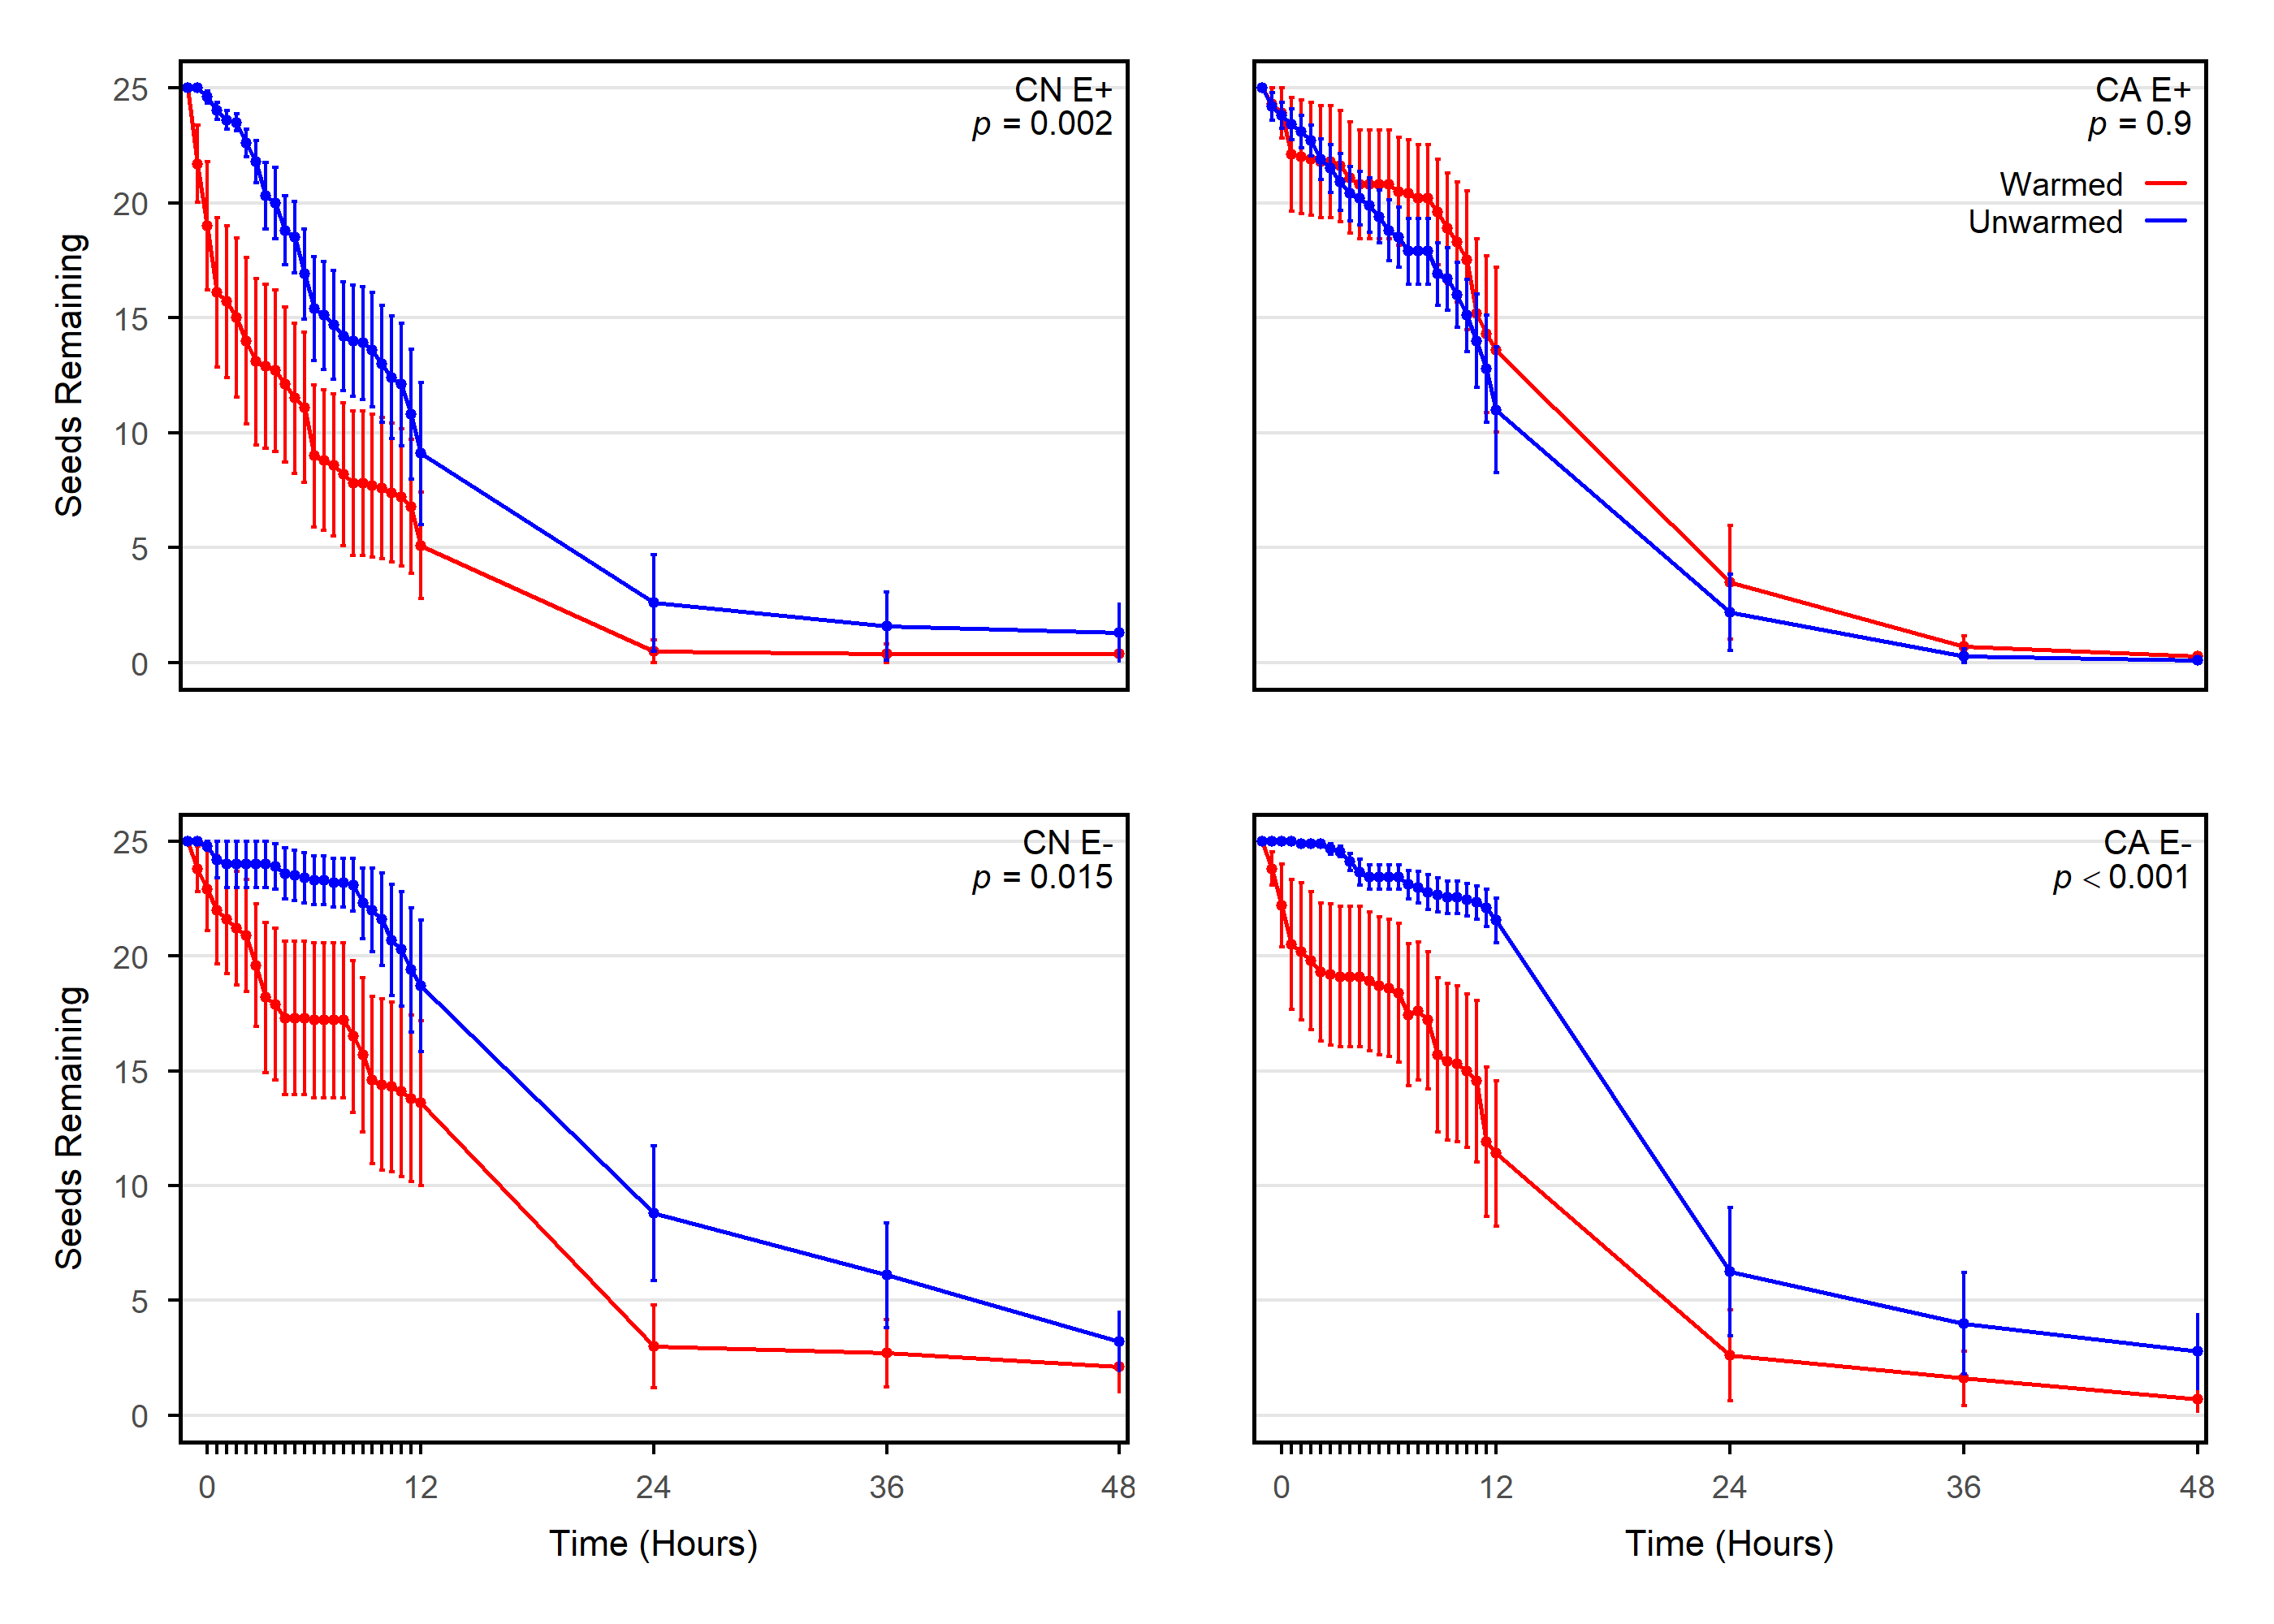 CN E+
p = 0.002
25
20
15
10
5
0
Seeds Remaining
CA E+
p = 0.9
Warmed
Unwarmed
CN E-
p = 0.015
25
20
15
10
5
0
Seeds Remaining
0 12 24 36 48
Time (Hours)
CA E-
p < 0.001
0 12 24 36 48
Time (Hours)